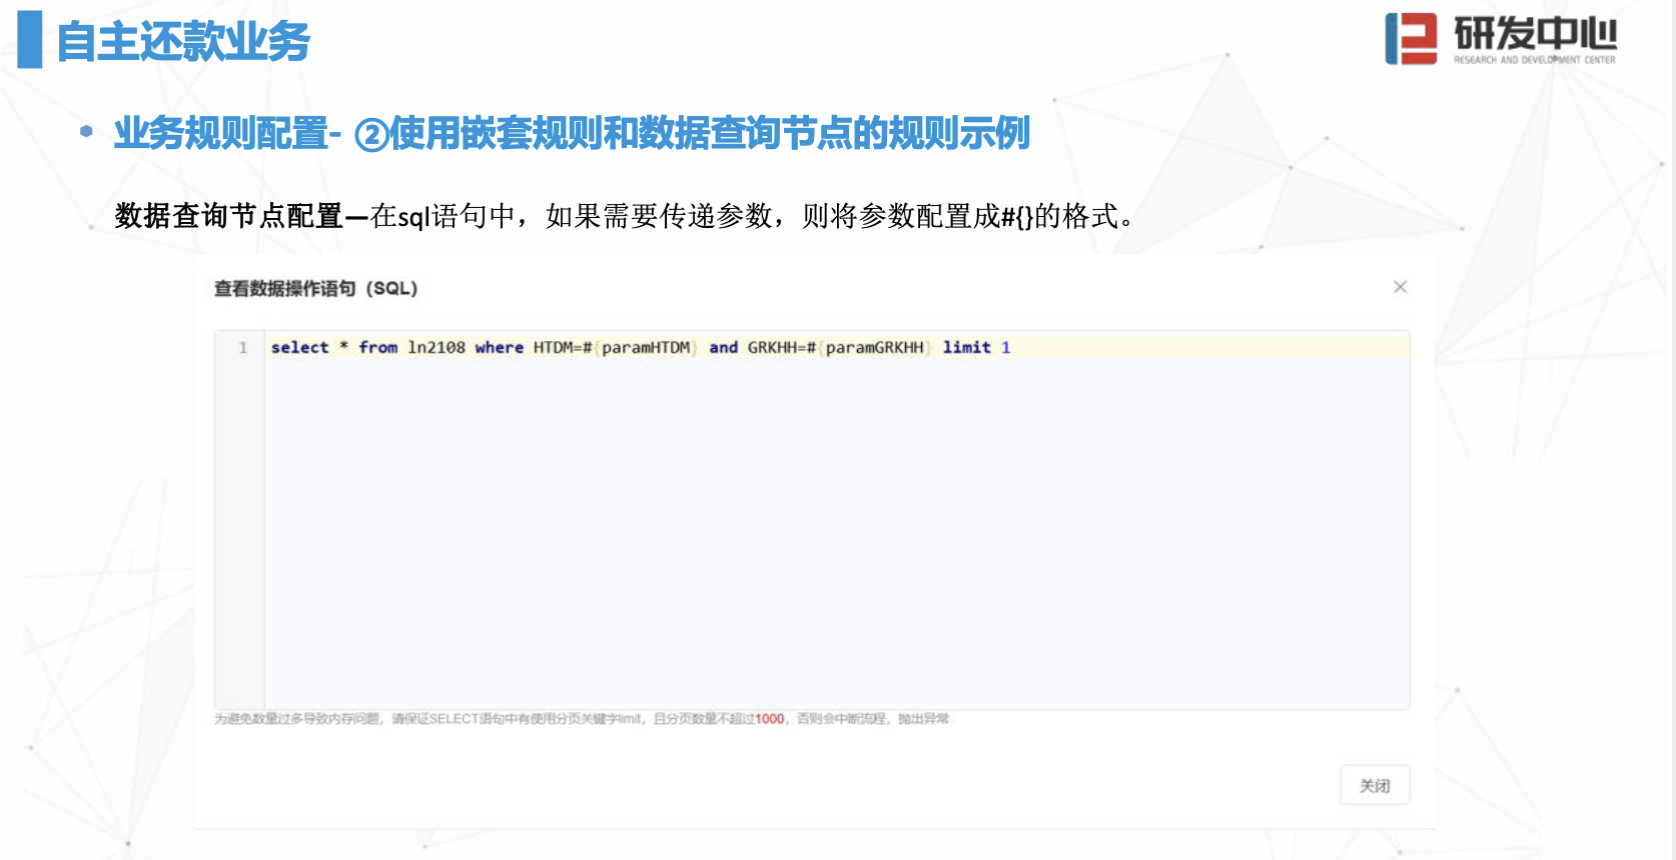 自主还款业务
研发中心
RESEARCH AND DEVELOPMENT CENTER
• 业务规则配置- ②使用嵌套规则和数据查询节点的规则示例
数据查询节点配置—在sql语句中，如果需要传递参数，则将参数配置成#{}的格式。
查看数据操作语句（SQL）
×
1 select * from ln2108 where HTDM=#{paramHTDM} and GRKHH=#{paramGRKHH} limit 1
为避免数量过多导致内存问题，请保证SELECT语句中有使用分页关键字limit，且分页数量不超过1000，否则会中断流程，抛出异常
关闭